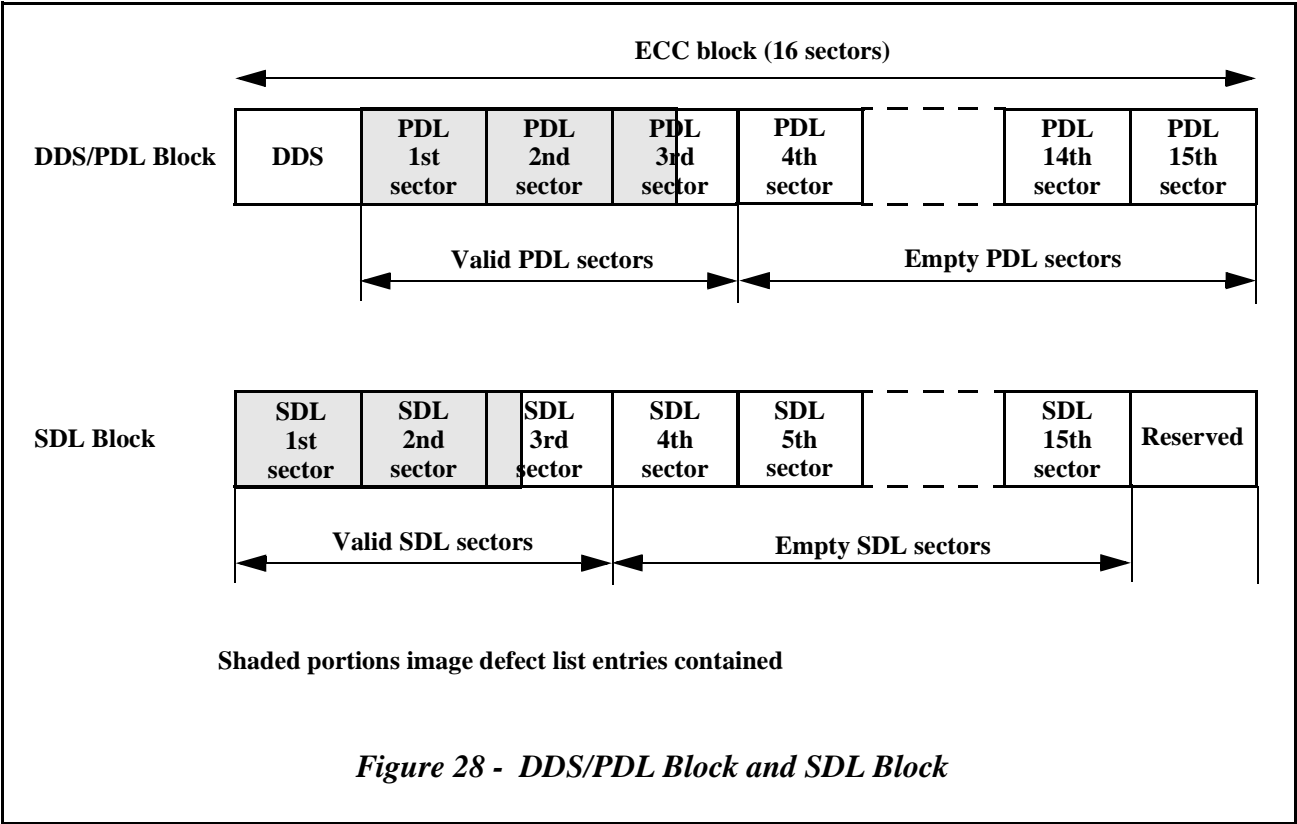 ECC block (16 sectors)
DDS/PDL Block
DDS
PDL
1st
sector
PDL
2nd
sector
PDL
3rd
sector
PDL
4th
sector
PDL
14th
sector
PDL
15th
sector
Valid PDL sectors
Empty PDL sectors
SDL Block
SDL
1st
sector
SDL
2nd
sector
SDL
3rd
sector
SDL
4th
sector
SDL
5th
sector
SDL
15th
sector
Reserved
Valid SDL sectors
Empty SDL sectors
Shaded portions image defect list entries contained
Figure 28 - DDS/PDL Block and SDL Block